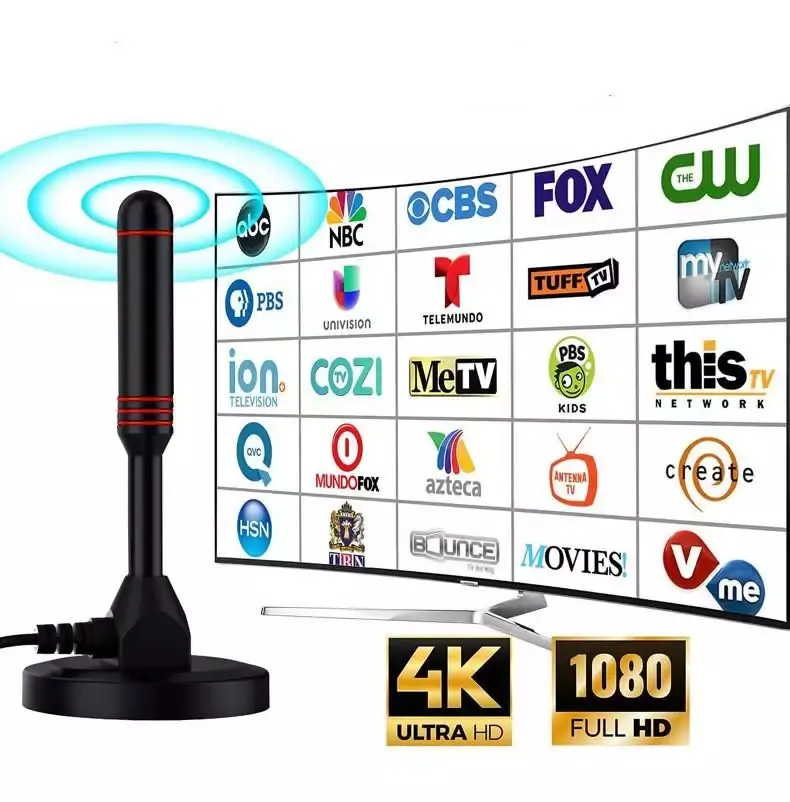 abc
NBC
CBS
FOX
THE CW
PBS
UNIVISION
TELEMUNDO
TUFF TV
my network
TV
ion
TELEVISION
COZI
TV
MeTV
PBS
KIDS
this TV
NETWORK
QVC
MUNDOFOX
azteca
ANTENNA
TV
create
HSN
TBN
BOUNCE
MOVIES!
V me
4K
ULTRA HD
1080
FULL HD